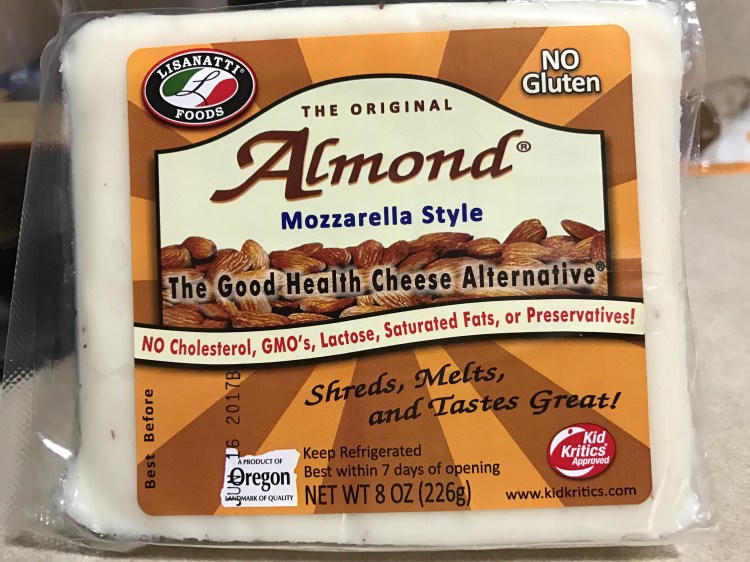 LISANATTI
FOODS
NO
Gluten
THE ORIGINAL
Almond®
Mozzarella Style
The Good Health Cheese Alternative®
NO Cholesterol, GMO's, Lactose, Saturated Fats, or Preservatives!
Shreds, Melts,
and Tastes Great!
Best Before
16 2017B
A PRODUCT OF
Oregon
LANDMARK OF QUALITY
Keep Refrigerated
Best within 7 days of opening
NET WT 8 OZ (226g)
Kid
Kritics
Approved
www.kidkritics.com